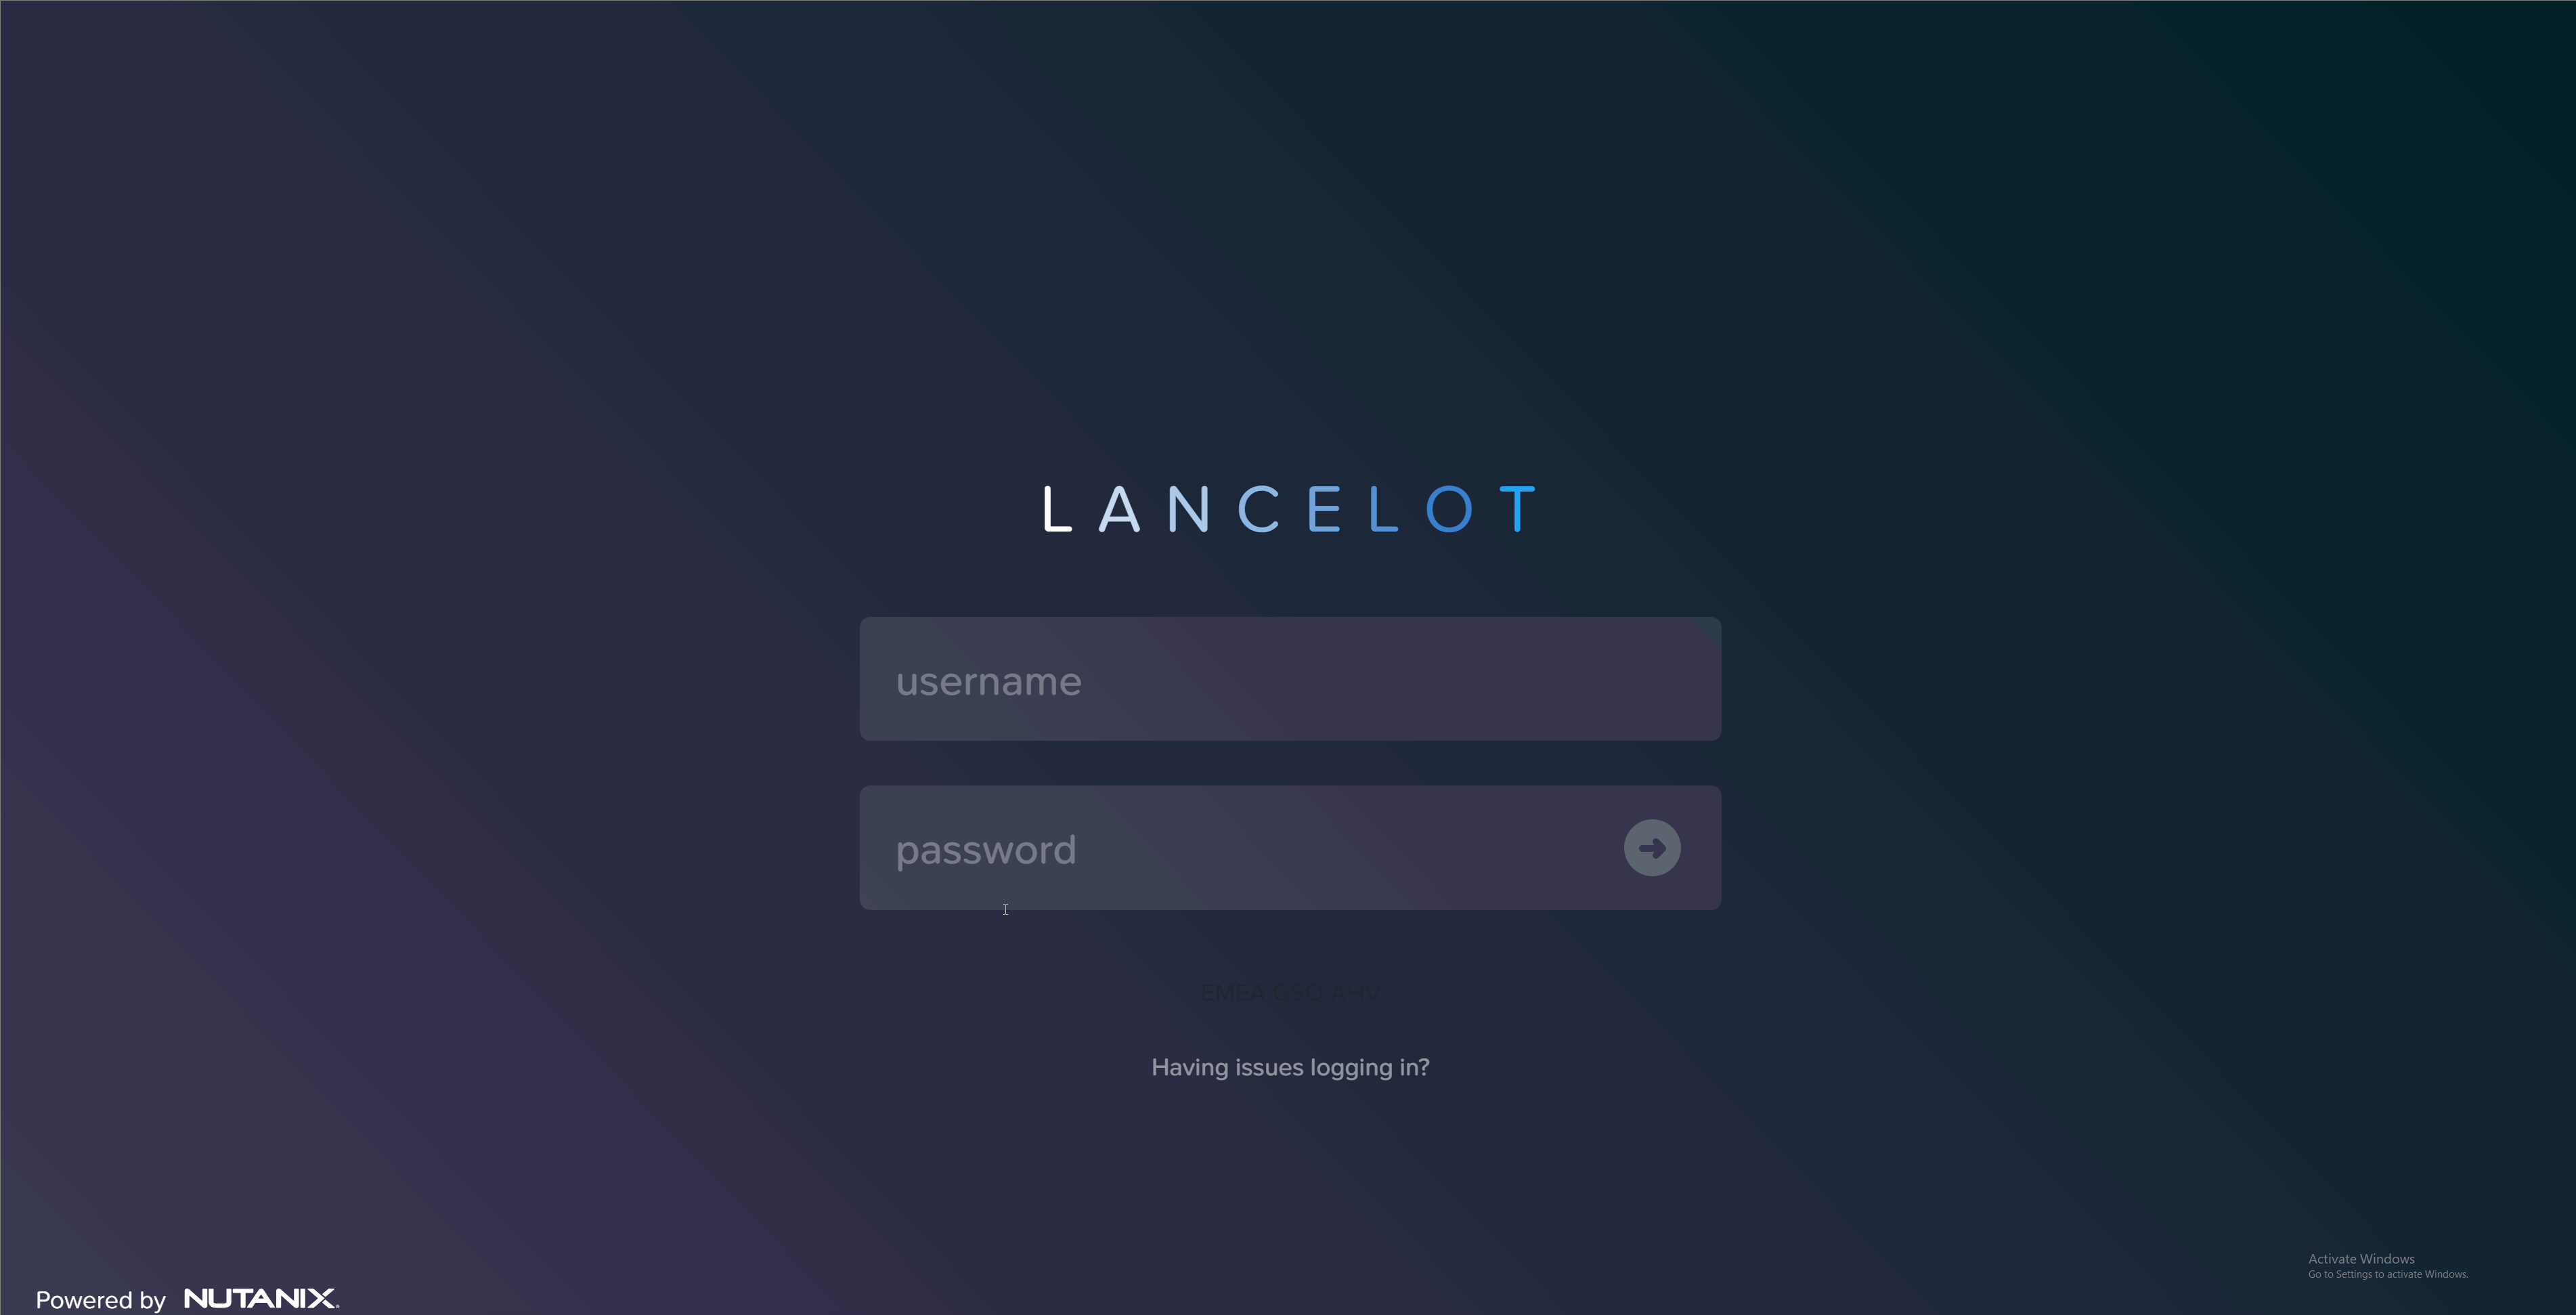 LANCELOT
username
password
EMEA GSO AHV
Having issues logging in?
Activate Windows
Go to Settings to activate Windows.
Powered by NUTANIX